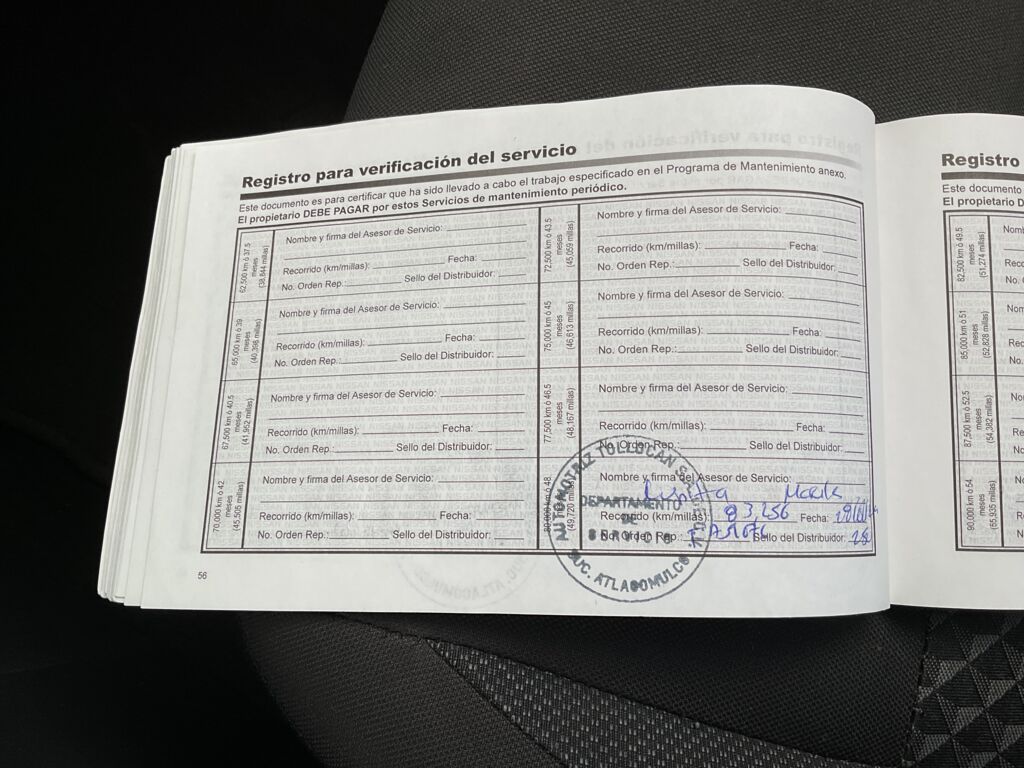 Registro para verificación del servicio
Este documento es para certificar que ha sido llevado a cabo el trabajo especificado en el Programa de Mantenimiento anexo.
El propietario DEBE PAGAR por estos Servicios de mantenimiento periódico.
62,500 km ó 37.5
meses
(38,844 millas)
Nombre y firma del Asesor de Servicio:
Recorrido (km/millas): Fecha:
No. Orden Rep.: Sello del Distribuidor:
65,000 km ó 39
meses
(40,398 millas)
Nombre y firma del Asesor de Servicio:
Recorrido (km/millas): Fecha:
No. Orden Rep.: Sello del Distribuidor:
67,500 km ó 40.5
meses
(41,952 millas)
Nombre y firma del Asesor de Servicio:
Recorrido (km/millas): Fecha:
No. Orden Rep.: Sello del Distribuidor:
70,000 km ó 42
meses
(45,505 millas)
Nombre y firma del Asesor de Servicio:
Recorrido (km/millas): Fecha:
No. Orden Rep.: Sello del Distribuidor:
72,500 km ó 43.5
meses
(45,059 millas)
Nombre y firma del Asesor de Servicio:
Recorrido (km/millas): Fecha:
No. Orden Rep.: Sello del Distribuidor:
75,000 km ó 45
meses
(46,613 millas)
Nombre y firma del Asesor de Servicio:
Recorrido (km/millas): Fecha:
No. Orden Rep.: Sello del Distribuidor:
77,500 km ó 46.5
meses
(48,167 millas)
Nombre y firma del Asesor de Servicio:
Recorrido (km/millas): Fecha:
No. Orden Rep.: Sello del Distribuidor:
80,000 km ó 48
(49,720 millas)
Nombre y firma del Asesor de Servicio:
Recorrido (km/millas): 83,256 Fecha:
No. Orden Rep.: Sello del Distribuidor:
AUTOMOTRIZ TOLLOCAN
DEPARTAMENTO
DE
SERVICIO
SUC. ATLACOMULCO
56
Registro
Este documento
El propietario D
82,500 km ó 49.5
meses
(51,274 millas)
Recorri
No. O
85,000 km ó 51
meses
(52,828 millas)
87,500 km ó 52.5
meses
(54,382 millas)
90,000 km ó 54
meses
(55,935 millas)